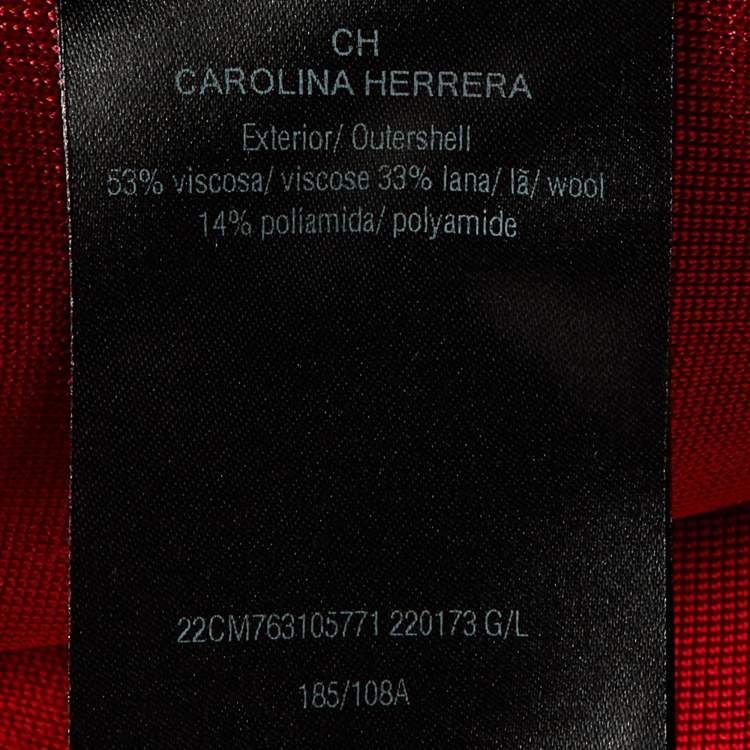 CH
CAROLINA HERRERA
Exterior/ Outershell
53% viscosa/ viscose 33% lana/ lã/ wool
14% poliamida/ polyamide
22CM763105771 220173 G/L
185/108A